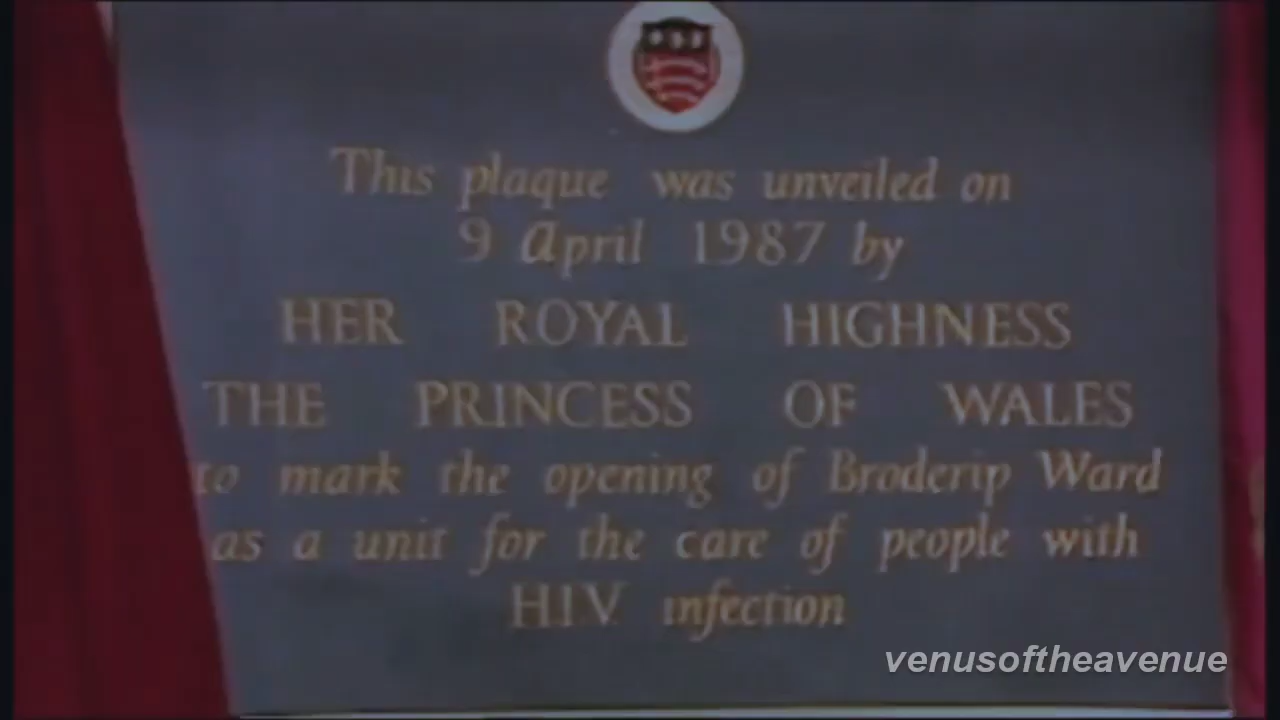 This plaque was unveiled on
9 April 1987 by
HER ROYAL HIGHNESS
THE PRINCESS OF WALES
to mark the opening of Broderip Ward
as a unit for the care of people with
H.I.V. infection
venusoftheavenue